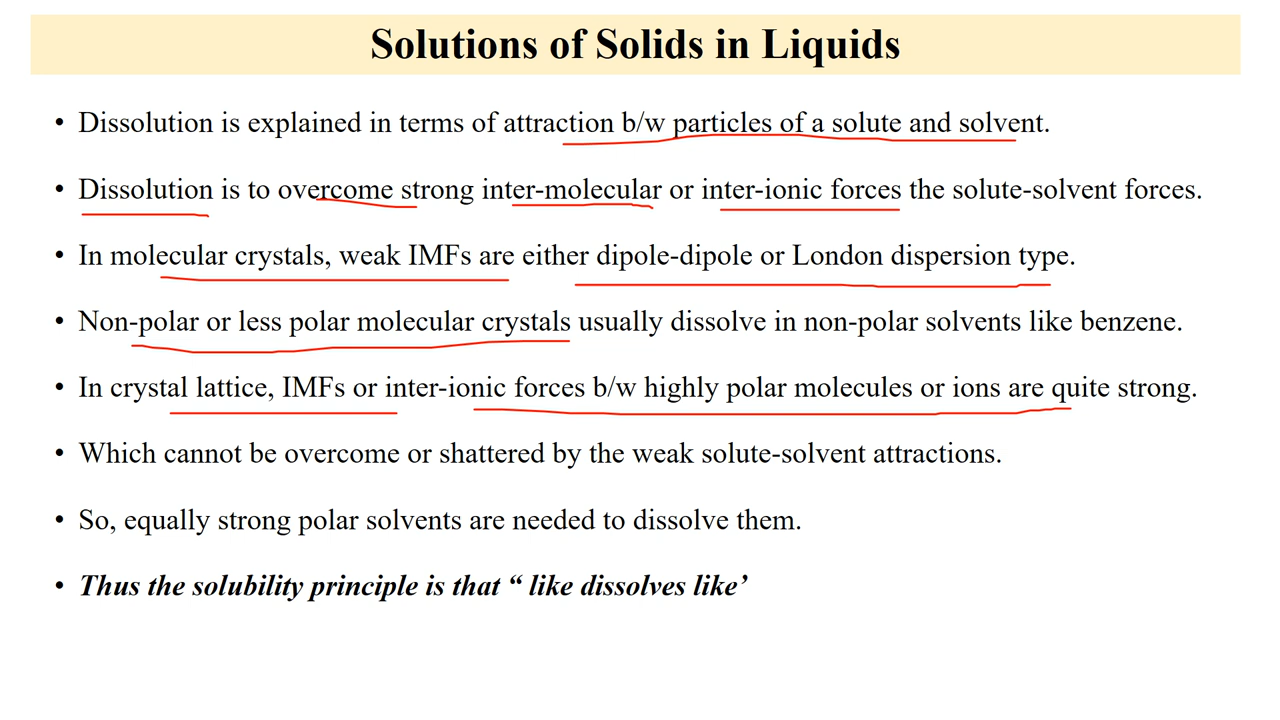 Solutions of Solids in Liquids
• Dissolution is explained in terms of attraction b/w particles of a solute and solvent.
• Dissolution is to overcome strong inter-molecular or inter-ionic forces the solute-solvent forces.
• In molecular crystals, weak IMFs are either dipole-dipole or London dispersion type.
• Non-polar or less polar molecular crystals usually dissolve in non-polar solvents like benzene.
• In crystal lattice, IMFs or inter-ionic forces b/w highly polar molecules or ions are quite strong.
• Which cannot be overcome or shattered by the weak solute-solvent attractions.
• So, equally strong polar solvents are needed to dissolve them.
• Thus the solubility principle is that “ like dissolves like’